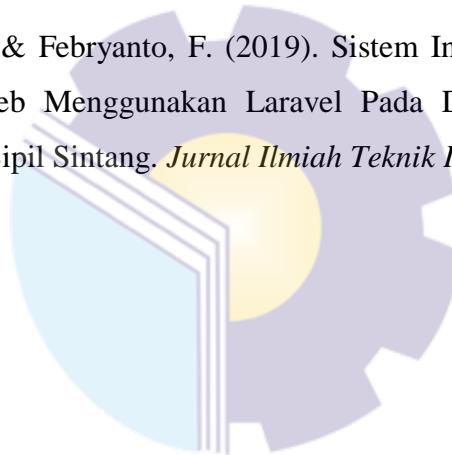 & Febryanto, F. (2019). Sistem In
eb Menggunakan Laravel Pada D
ipil Sintang. Jurnal Ilmiah Teknik I